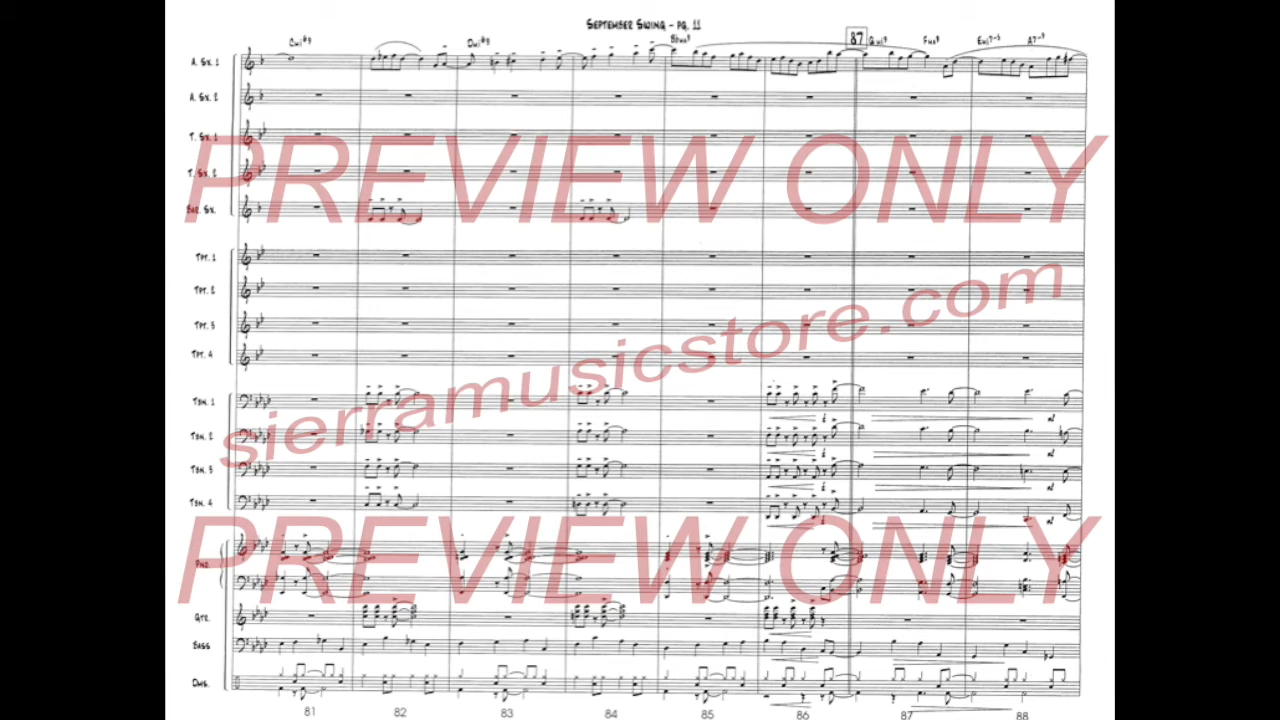 September Swing - pg. 11
87
A. Sx. 1
A. Sx. 2
T. Sx. 1
T. Sx. 2
Bar. Sx.
Tpt. 1
Tpt. 2
Tpt. 3
Tpt. 4
Tbn. 1
Tbn. 2
Tbn. 3
Tbn. 4
Pno.
Gtr.
Bass
Dms.
81 82 83 84 85 86 87 88
PREVIEW ONLY
sierramusicstore.com
PREVIEW ONLY